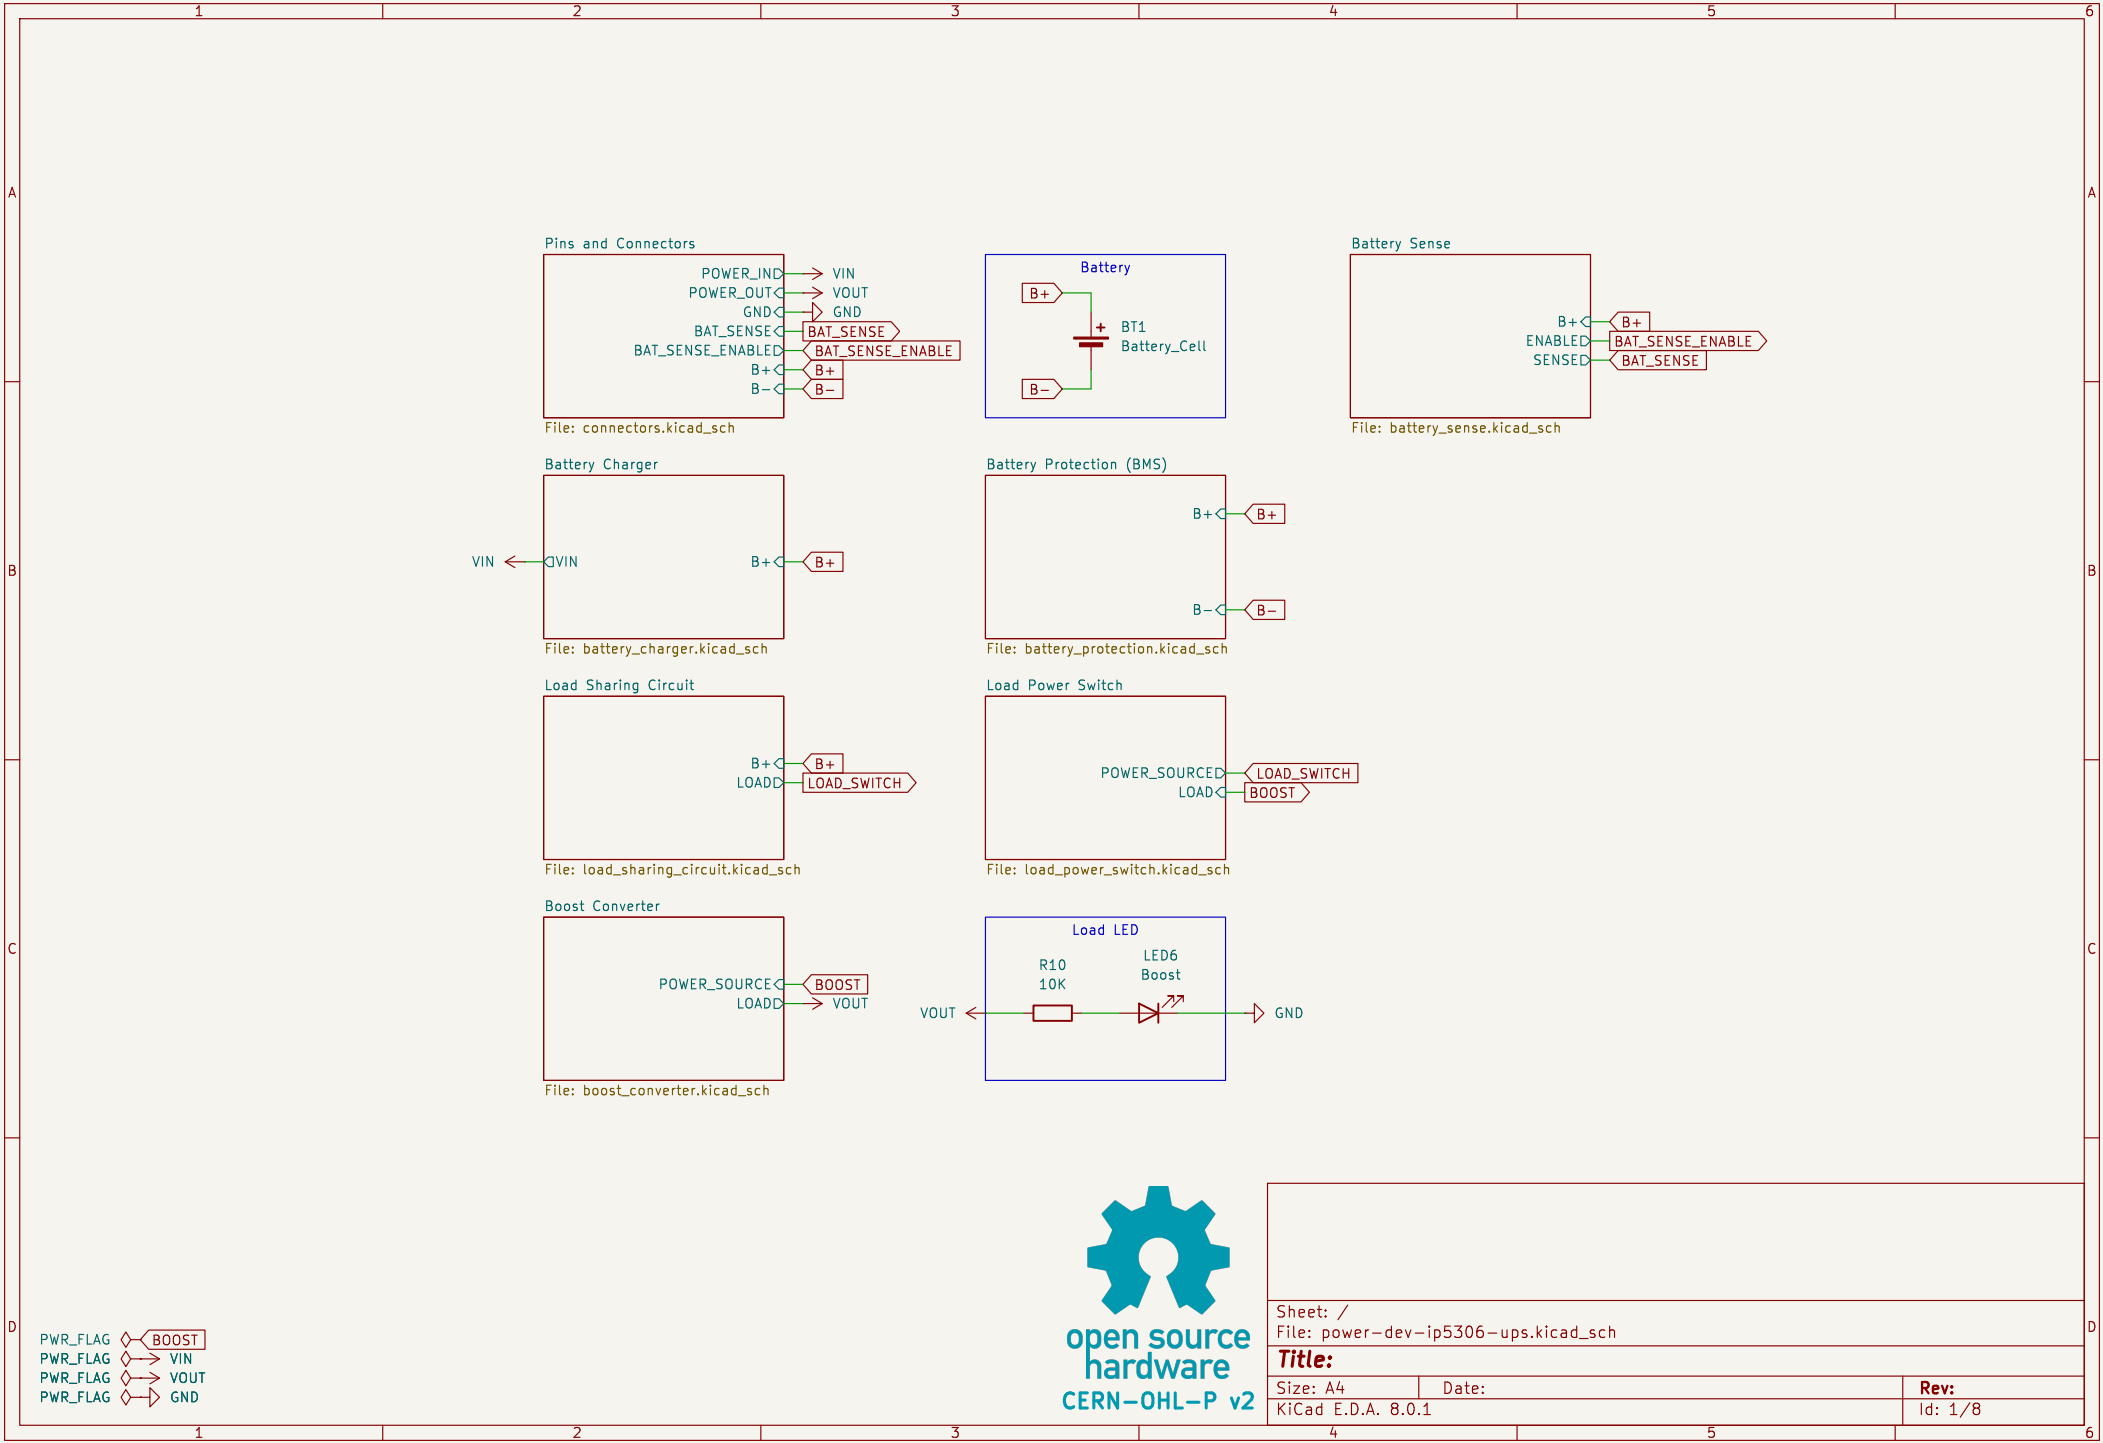 1 2 3 4 5 6
A A
Pins and Connectors
POWER_IN VIN
POWER_OUT VOUT
GND GND
BAT_SENSE BAT_SENSE
BAT_SENSE_ENABLE BAT_SENSE_ENABLE
B+ B+
B- B-
File: connectors.kicad_sch
Battery
B+
BT1
+
Battery_Cell
B-
Battery Sense
B+ B+
ENABLE BAT_SENSE_ENABLE
SENSE BAT_SENSE
File: battery_sense.kicad_sch
B B
Battery Charger
VIN VIN B+ B+
File: battery_charger.kicad_sch
Battery Protection (BMS)
B+ B+
B- B-
File: battery_protection.kicad_sch
Load Sharing Circuit
B+ B+
LOAD LOAD_SWITCH
File: load_sharing_circuit.kicad_sch
Load Power Switch
POWER_SOURCE LOAD_SWITCH
LOAD BOOST
File: load_power_switch.kicad_sch
C C
Boost Converter
POWER_SOURCE BOOST
LOAD VOUT
File: boost_converter.kicad_sch
Load LED
R10
10K
LED6
Boost
VOUT GND
D D
PWR_FLAG BOOST
PWR_FLAG VIN
PWR_FLAG VOUT
PWR_FLAG GND
open source
hardware
CERN-OHL-P v2
Sheet: /
File: power-dev-ip5306-ups.kicad_sch
Title:
Size: A4 Date: Rev:
KiCad E.D.A. 8.0.1 Id: 1/8
1 2 3 4 5 6